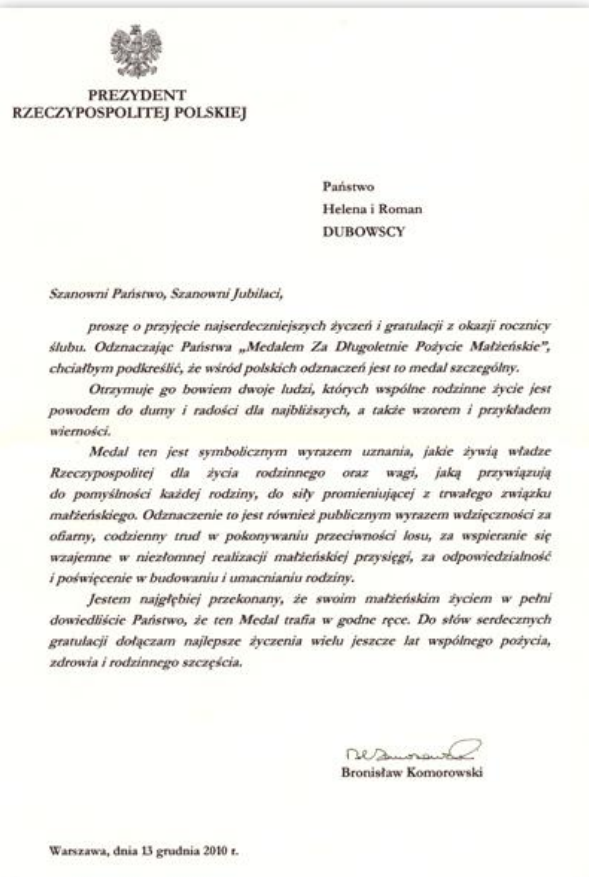 PREZYDENT
RZECZYPOSPOLITEJ POLSKIEJ
Państwo
Helena i Roman
DUBOWSCY
Szanowni Państwo, Szanowni Jubilaci,
proszę o przyjęcie najserdeczniejszych życzeń i gratulacji z okazji rocznicy
ślubu. Odznaczając Państwa „Medalem Za Długoletnie Pożycie Małżeńskie”,
chciałbym podkreślić, że wśród polskich odznaczeń jest to medal szczególny.
Otrzymuje go bowiem dwoje ludzi, których wspólne rodzinne życie jest
powodem do dumy i radości dla najbliższych, a także wzorem i przykładem
wierności.
Medal ten jest symbolicznym wyrazem uznania, jakie żywią władze
Rzeczypospolitej dla życia rodzinnego oraz wagi, jaką przywiązują
do pomyślności każdej rodziny, do siły promieniującej z trwałego związku
małżeńskiego. Odznaczenie to jest również publicznym wyrazem wdzięczności za
ofiarny, codzienny trud w pokonywaniu przeciwności losu, za wspieranie się
wzajemne w niezłomnej realizacji małżeńskiej przysięgi, za odpowiedzialność
i poświęcenie w budowaniu i umacnianiu rodziny.
Jestem najgłębiej przekonany, że swoim małżeńskim życiem w pełni
dowiedliście Państwo, że ten Medal trafia w godne ręce. Do słów serdecznych
gratulacji dołączam najlepsze życzenia wielu jeszcze lat wspólnego pożycia,
zdrowia i rodzinnego szczęścia.
Bronisław Komorowski
Warszawa, dnia 13 grudnia 2010 r.